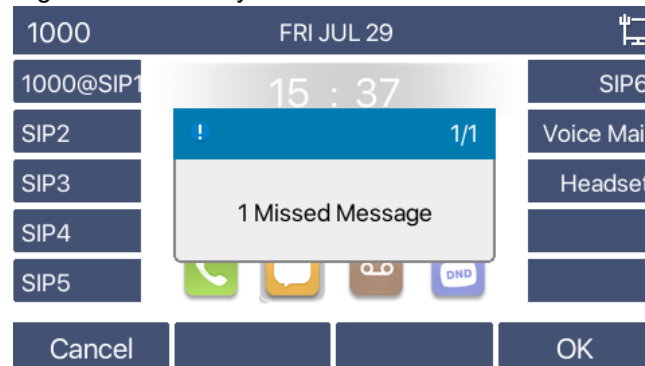 1000 FRI JUL 29
1000@SIP1 15 : 37 SIP6
SIP2 ! 1/1 Voice Mai
SIP3 1 Missed Message Headset
SIP4
SIP5 DND
Cancel OK